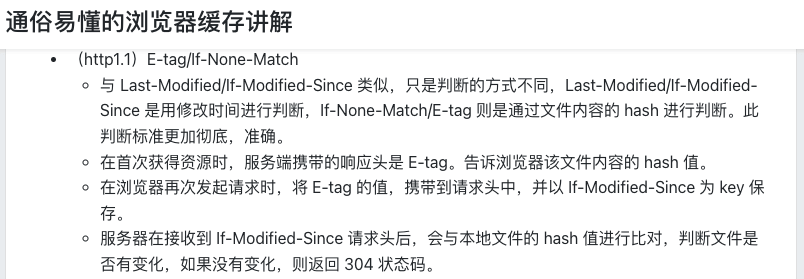 通俗易懂的浏览器缓存讲解
• （http1.1）E-tag/If-None-Match
○ 与 Last-Modified/If-Modified-Since 类似，只是判断的方式不同，Last-Modified/If-Modified-
Since 是用修改时间进行判断，If-None-Match/E-tag 则是通过文件内容的 hash 进行判断。此
判断标准更加彻底，准确。
○ 在首次获得资源时，服务端携带的响应头是 E-tag。告诉浏览器该文件内容的 hash 值。
○ 在浏览器再次发起请求时，将 E-tag 的值，携带到请求头中，并以 If-Modified-Since 为 key 保
存。
○ 服务器在接收到 If-Modified-Since 请求头后，会与本地文件的 hash 值进行比对，判断文件是
否有变化，如果没有变化，则返回 304 状态码。